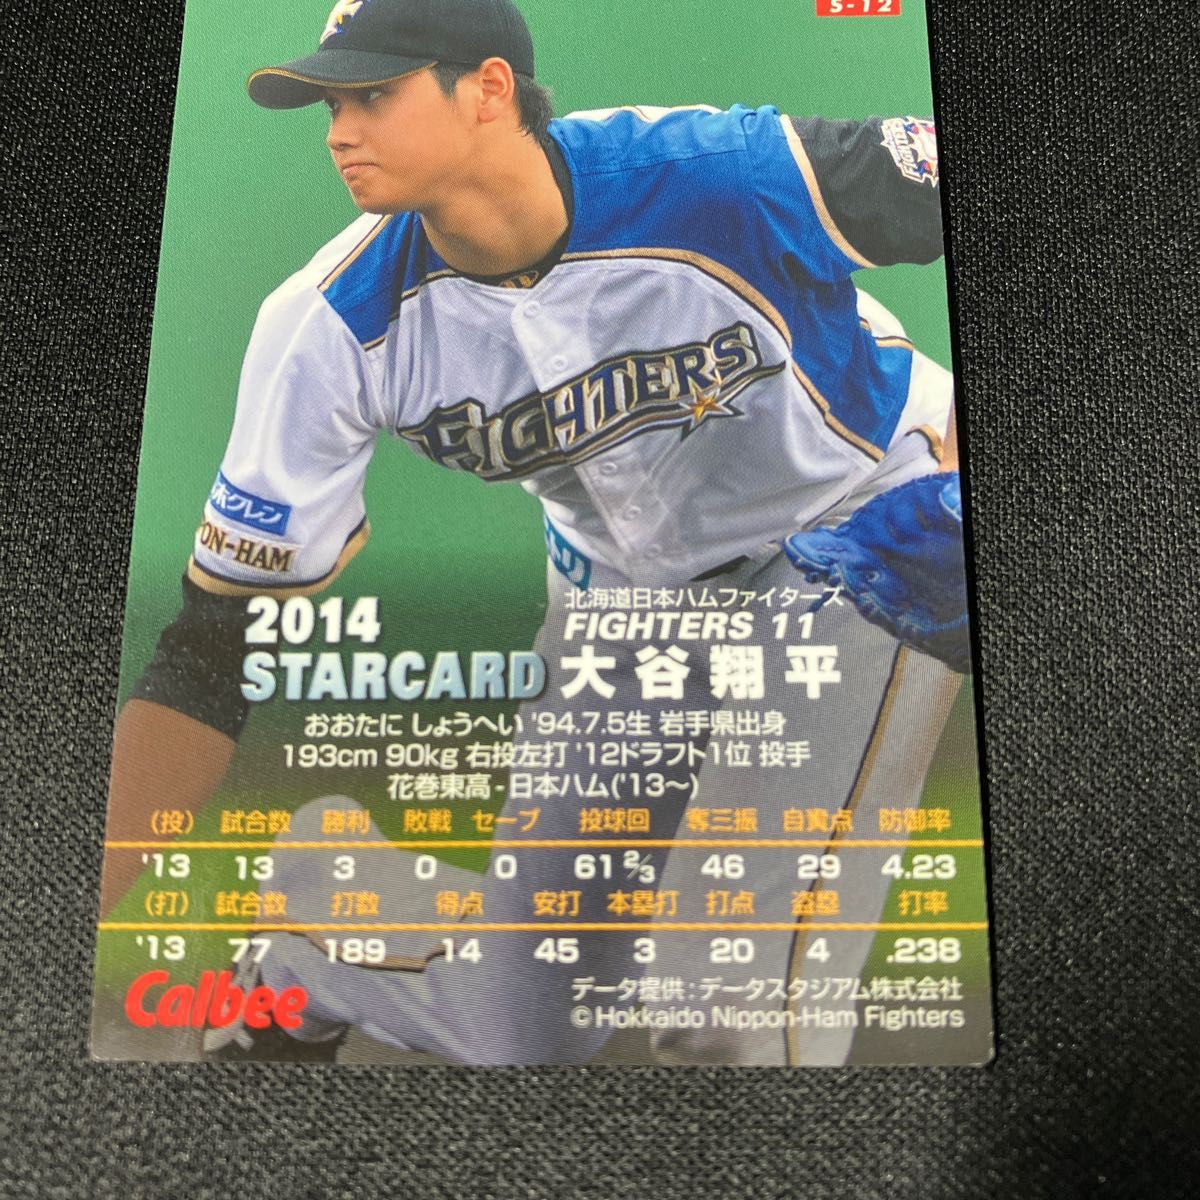 S-12
FIGHTERS
FIGHTERS
ホクレン
ON-HAM
トリ
2014
STARCARD
北海道日本ハムファイターズ
FIGHTERS 11
大谷翔平
おおたに しょうへい '94.7.5生 岩手県出身
193cm 90kg 右投左打 '12ドラフト1位 投手
花巻東高-日本ハム('13〜)
(投) 試合数 勝利 敗戦 セーブ 投球回 奪三振 自責点 防御率
'13 13 3 0 0 61 2/3 46 29 4.23
(打) 試合数 打数 得点 安打 本塁打 打点 盗塁 打率
'13 77 189 14 45 3 20 4 .238
Calbee
データ提供:データスタジアム株式会社
©Hokkaido Nippon-Ham Fighters